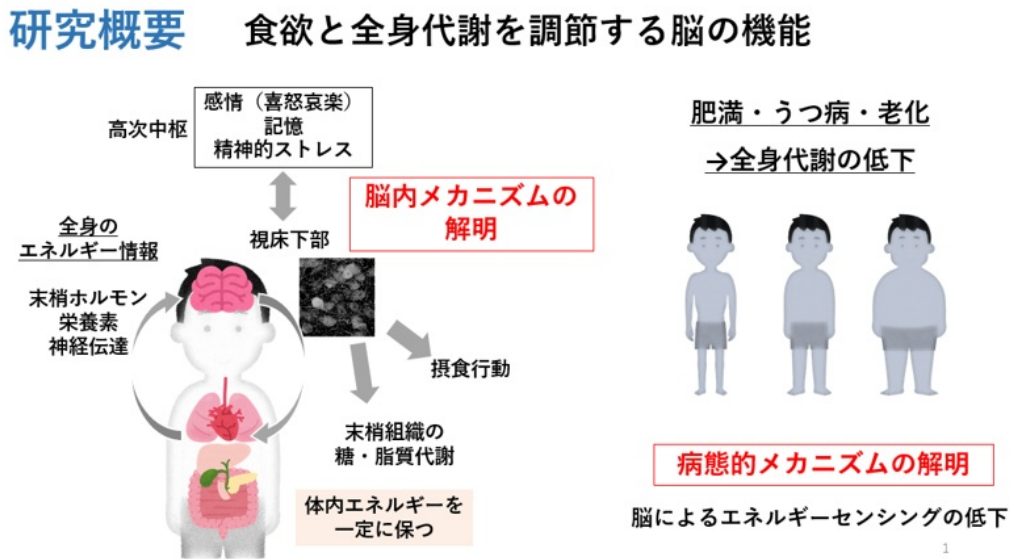 研究概要 食欲と全身代謝を調節する脳の機能
高次中枢
感情（喜怒哀楽）
記憶
精神的ストレス
脳内メカニズムの
解明
視床下部
全身の
エネルギー情報
末梢ホルモン
栄養素
神経伝達
摂食行動
末梢組織の
糖・脂質代謝
体内エネルギーを
一定に保つ
肥満・うつ病・老化
→全身代謝の低下
病態的メカニズムの解明
脳によるエネルギーセンシングの低下
1